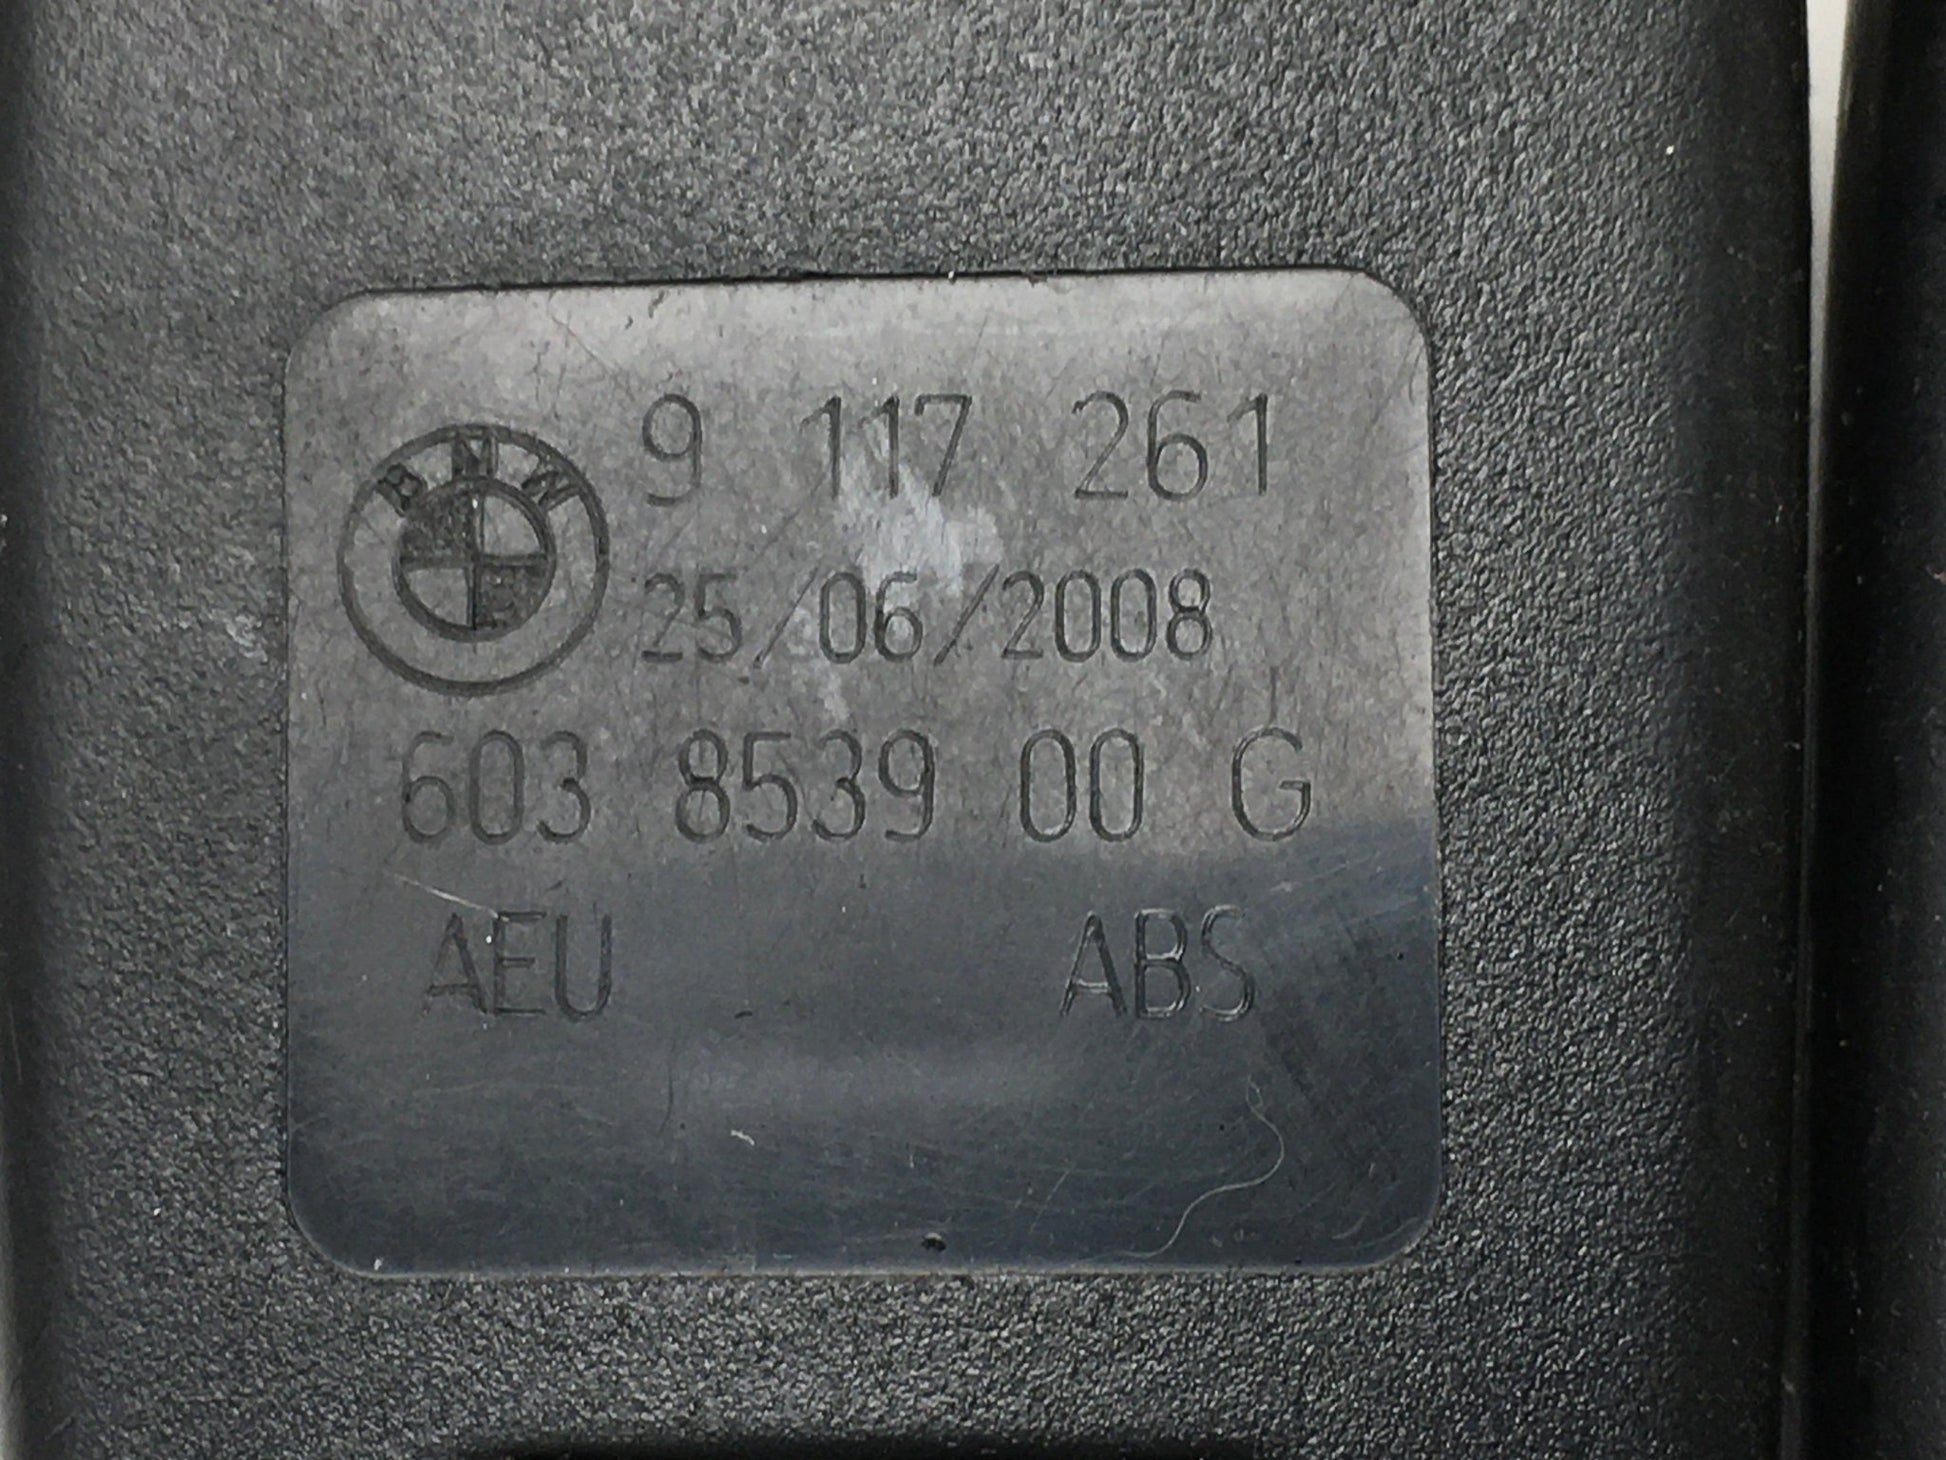 BMW
9 117 261
25/06/2008
603 8539 00 G
AEU ABS